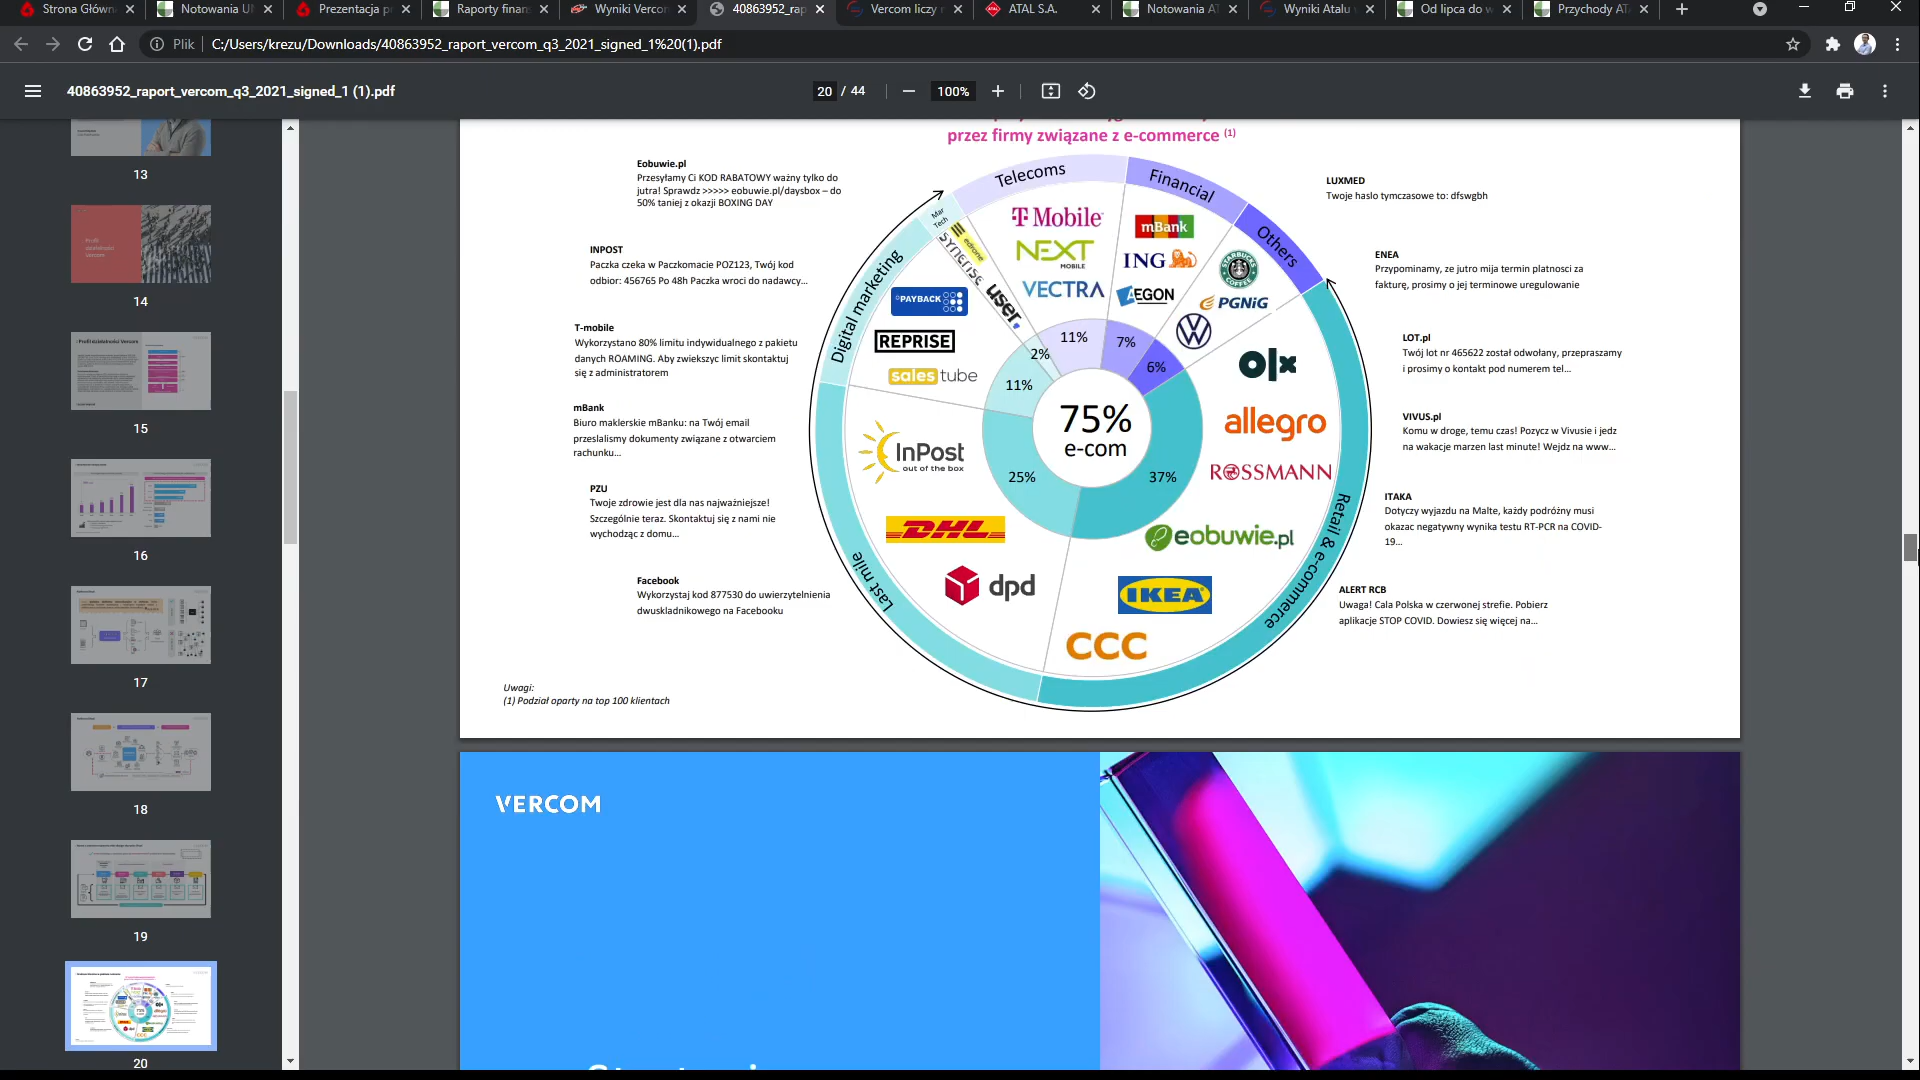 Strona Główn
Notowania U
Prezentacja p
Raporty finan
Wyniki Vercon
40863952_rap
Vercom liczy r
ATAL S.A.
Notowania A
Wyniki Atalu
Od lipca do w
Przychody AT
Plik
C:/Users/krezu/Downloads/40863952_raport_vercom_q3_2021_signed_1%20(1).pdf
40863952_raport_vercom_q3_2021_signed_1 (1).pdf
20 / 44
100%
13
14
15
16
17
18
19
20
przez firmy związane z e-commerce (1)
Eobuwie.pl
Przesyłamy Ci KOD RABATOWY ważny tylko do
jutra! Sprawdz >>>>> eobuwie.pl/daysbox – do
50% taniej z okazji BOXING DAY
INPOST
Paczka czeka w Paczkomacie POZ123, Twój kod
odbior: 456765 Po 48h Paczka wroci do nadawcy...
T-mobile
Wykorzystano 80% limitu indywidualnego z pakietu
danych ROAMING. Aby zwiekszyc limit skontaktuj
się z administratorem
mBank
Biuro maklerskie mBanku: na Twój email
przeslalismy dokumenty związane z otwarciem
rachunku...
PZU
Twoje zdrowie jest dla nas najważniejsze!
Szczególnie teraz. Skontaktuj się z nami nie
wychodząc z domu...
Facebook
Wykorzystaj kod 877530 do uwierzytelnienia
dwuskladnikowego na Facebooku
Uwagi:
(1) Podział oparty na top 100 klientach
Mar
Tech
Telecoms
Financial
Others
Digital marketing
Last mile
Retail & e-commerce
edrone
synerise
user.
T Mobile
NEXT
MOBILE
VECTRA
mBank
ING
AEGON
STARBUCKS
COFFEE
PGNiG
PAYBACK
REPRISE
salestube
InPost
out of the box
DHL
dpd
olx
allegro
ROSSMANN
eobuwie.pl
IKEA
CCC
2%
11%
7%
6%
11%
25%
37%
75%
e-com
LUXMED
Twoje haslo tymczasowe to: dfswgbh
ENEA
Przypominamy, ze jutro mija termin platnosci za
fakturę, prosimy o jej terminowe uregulowanie
LOT.pl
Twój lot nr 465622 został odwołany, przepraszamy
i prosimy o kontakt pod numerem tel...
VIVUS.pl
Komu w droge, temu czas! Pozycz w Vivusie i jedz
na wakacje marzen last minute! Wejdz na www...
ITAKA
Dotyczy wyjazdu na Malte, każdy podróżny musi
okazac negatywny wynika testu RT-PCR na COVID-
19...
ALERT RCB
Uwaga! Cala Polska w czerwonej strefie. Pobierz
aplikacje STOP COVID. Dowiesz się więcej na...
VERCOM